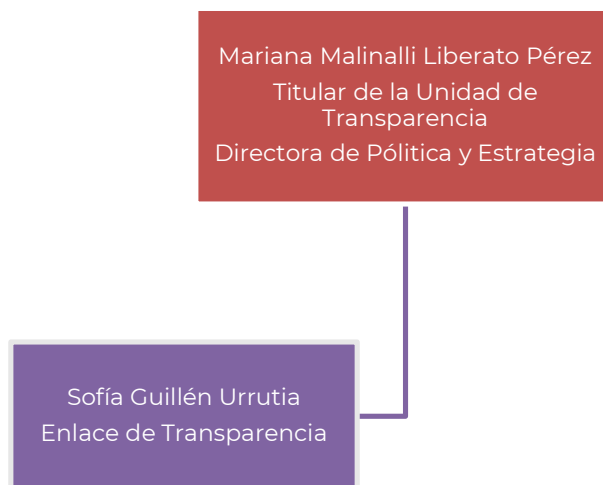 Mariana Malinalli Liberato Pérez
Titular de la Unidad de
Transparencia
Directora de Pólitica y Estrategia
Sofía Guillén Urrutia
Enlace de Transparencia